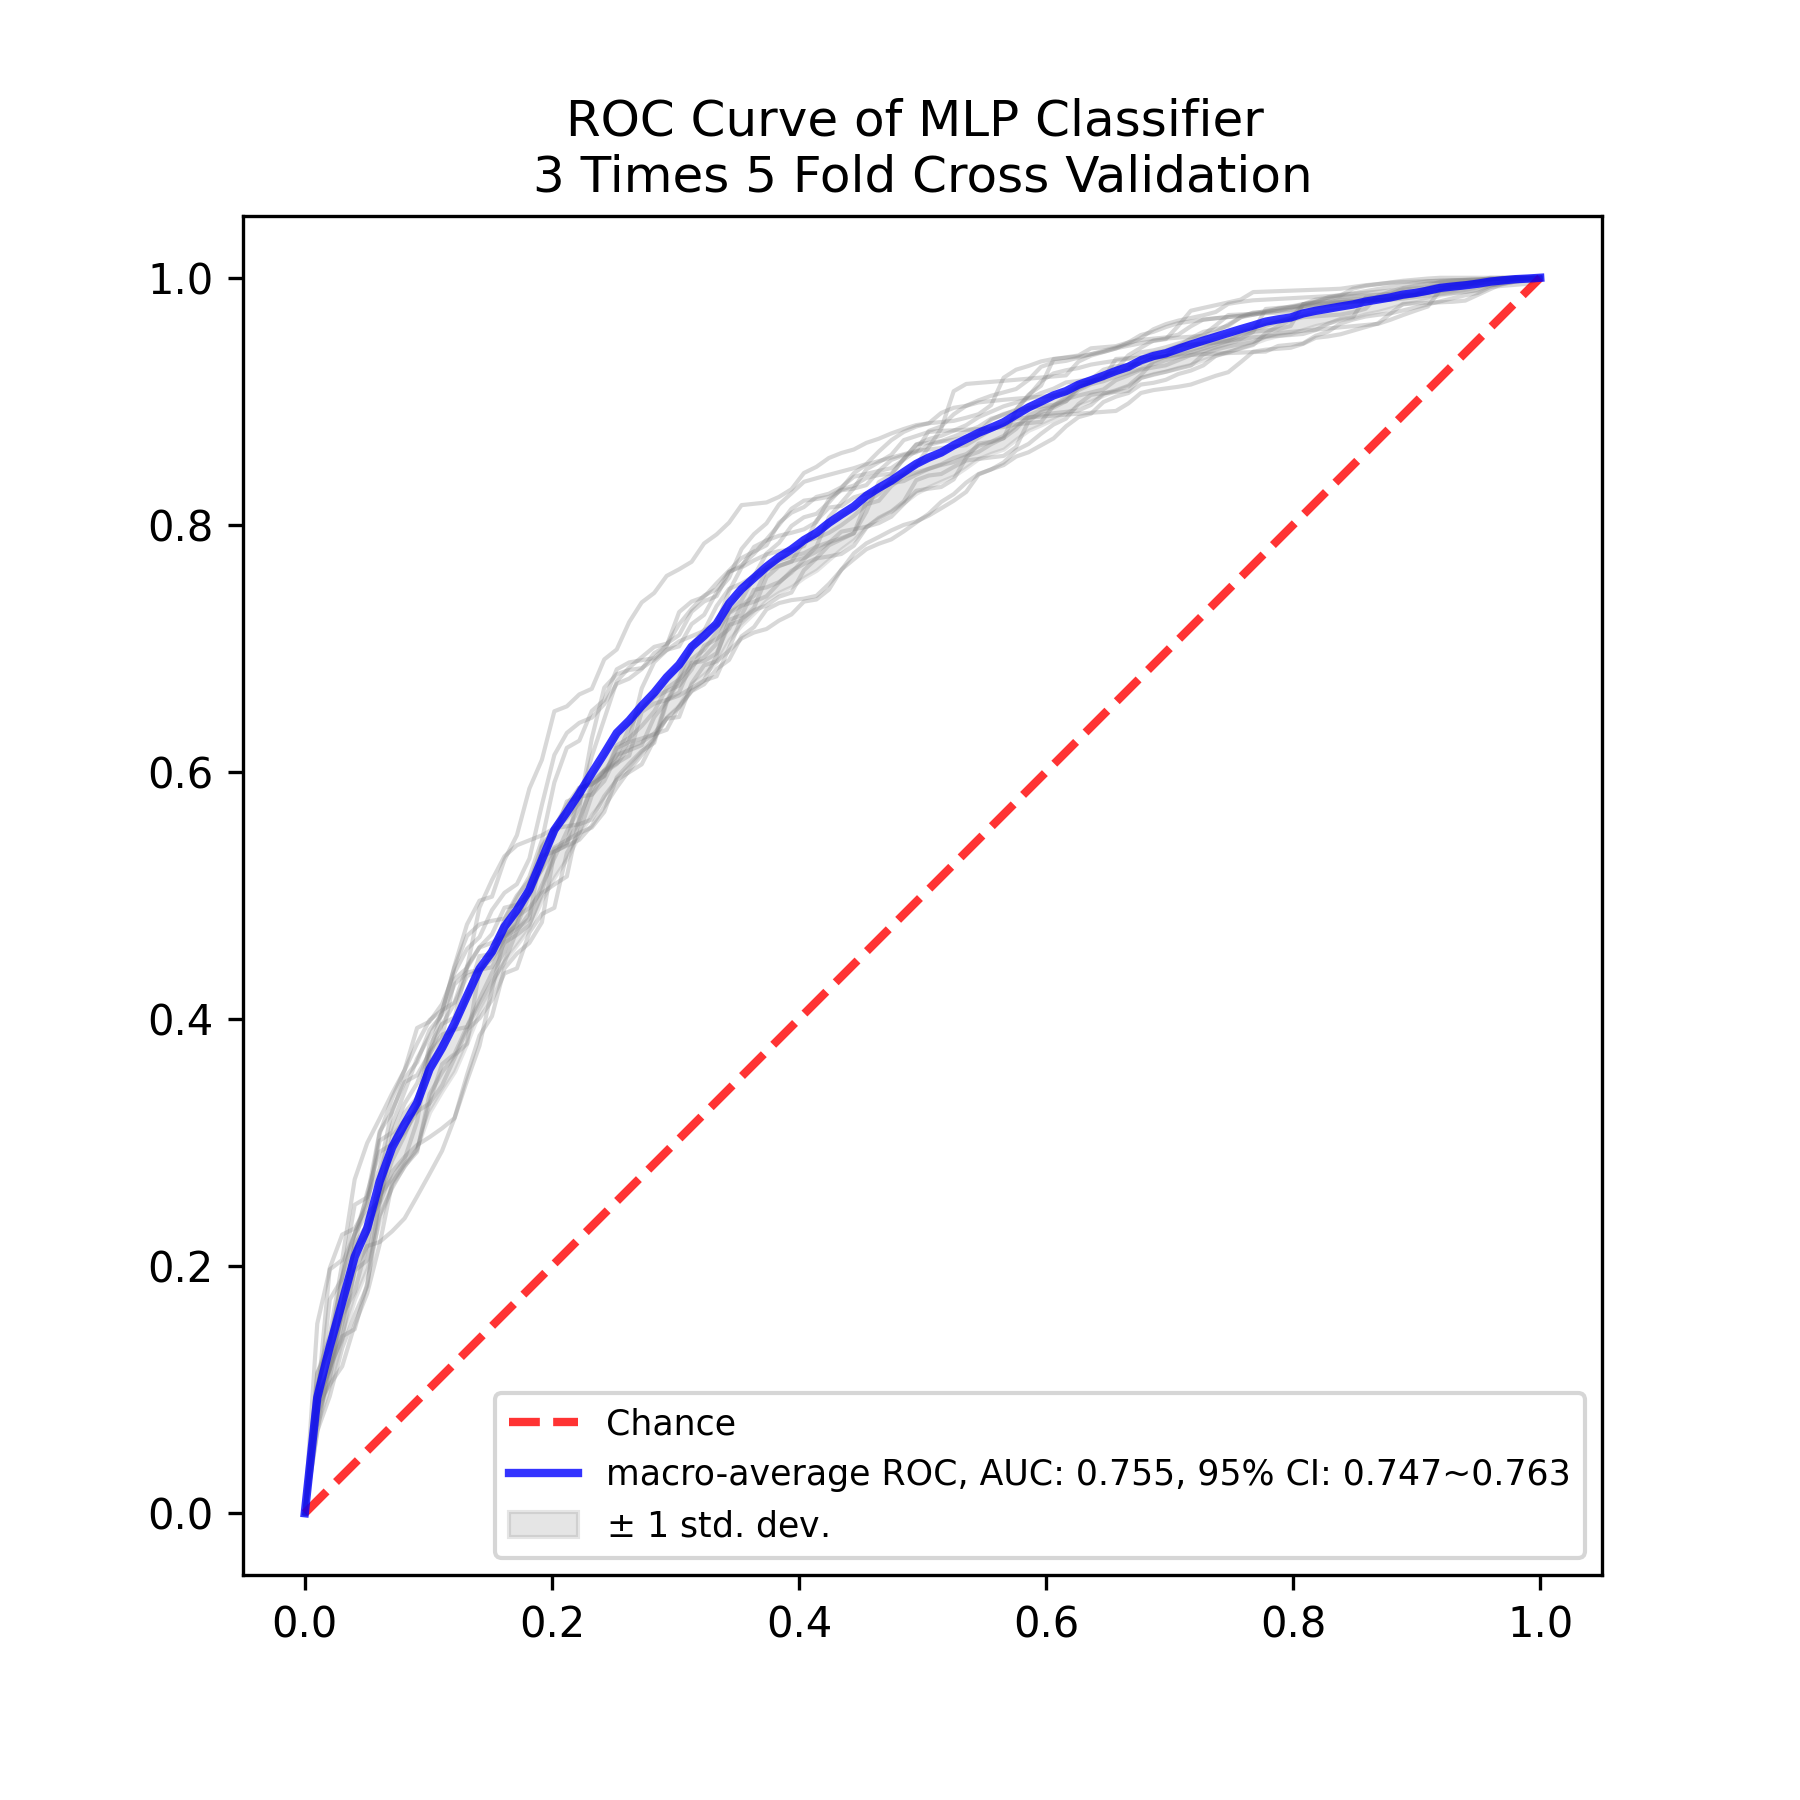 ROC Curve of MLP Classifier
3 Times 5 Fold Cross Validation
1.0
0.8
0.6
0.4
0.2
0.0
Chance
macro-average ROC, AUC: 0.755, 95% CI: 0.747~0.763
± 1 std. dev.
0.0 0.2 0.4 0.6 0.8 1.0